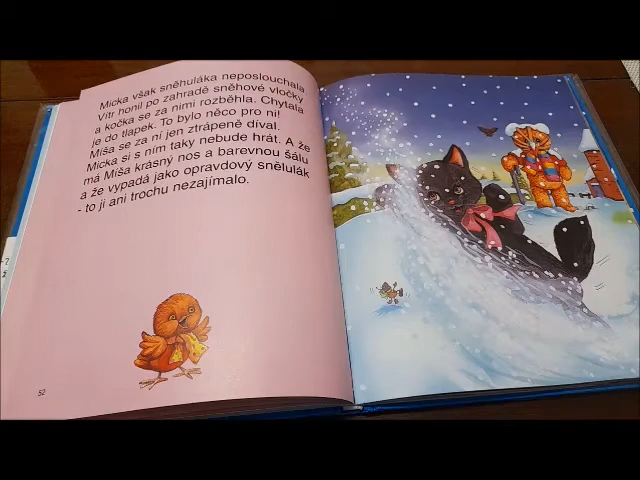 Micka však sněhuláka neposlouchala
Vítr honil po zahradě sněhové vločky
a kočka se za nimi rozběhla. Chytala
je do tlapek. To bylo něco pro ni!
Míša se za ní jen ztrápeně díval.
Micka si s ním taky nebude hrát. A že
má Míša krásný nos a barevnou šálu
a že vypadá jako opravdový snělulák
- to ji ani trochu nezajímalo.
52